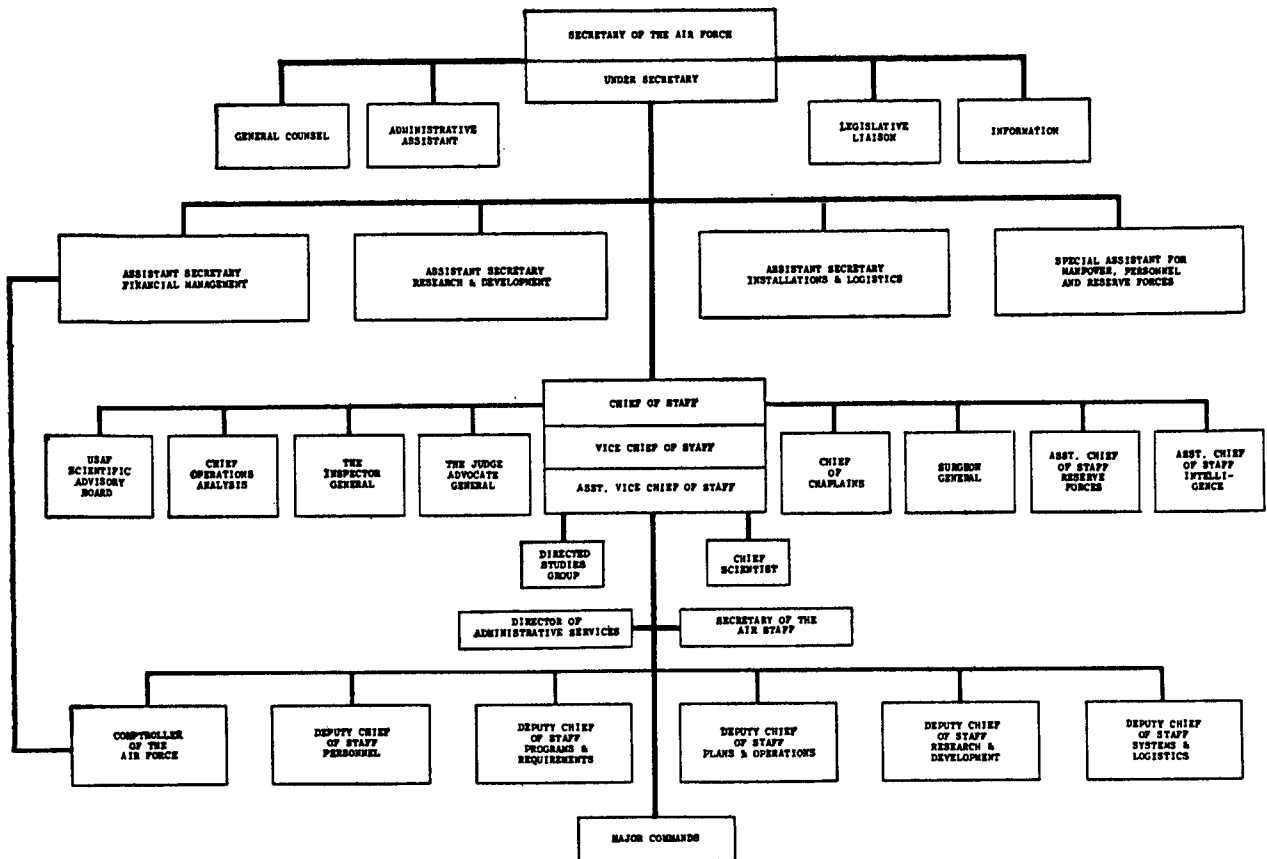 SECRETARY OF THE AIR FORCE
UNDER SECRETARY
GENERAL COUNSEL
ADMINISTRATIVE
ASSISTANT
LEGISLATIVE
LIAISON
INFORMATION
ASSISTANT SECRETARY
FINANCIAL MANAGEMENT
ASSISTANT SECRETARY
RESEARCH & DEVELOPMENT
ASSISTANT SECRETARY
INSTALLATIONS & LOGISTICS
SPECIAL ASSISTANT FOR
MANPOWER, PERSONNEL
AND RESERVE FORCES
CHIEF OF STAFF
VICE CHIEF OF STAFF
ASST. VICE CHIEF OF STAFF
USAF
SCIENTIFIC
ADVISORY
BOARD
CHIEF
OPERATIONS
ANALYSIS
THE
INSPECTOR
GENERAL
THE JUDGE
ADVOCATE
GENERAL
CHIEF
OF
CHAPLAINS
SURGEON
GENERAL
ASST. CHIEF
OF STAFF
RESERVE
FORCES
ASST. CHIEF
OF STAFF
INTELLI-
GENCE
DIRECTED
STUDIES
GROUP
CHIEF
SCIENTIST
DIRECTOR OF
ADMINISTRATIVE SERVICES
SECRETARY OF THE
AIR STAFF
COMPTROLLER
OF THE
AIR FORCE
DEPUTY CHIEF
OF STAFF
PERSONNEL
DEPUTY CHIEF
OF STAFF
PROGRAMS &
REQUIREMENTS
DEPUTY CHIEF
OF STAFF
PLANS & OPERATIONS
DEPUTY CHIEF
OF STAFF
RESEARCH &
DEVELOPMENT
DEPUTY CHIEF
OF STAFF
SYSTEMS &
LOGISTICS
MAJOR COMMANDS